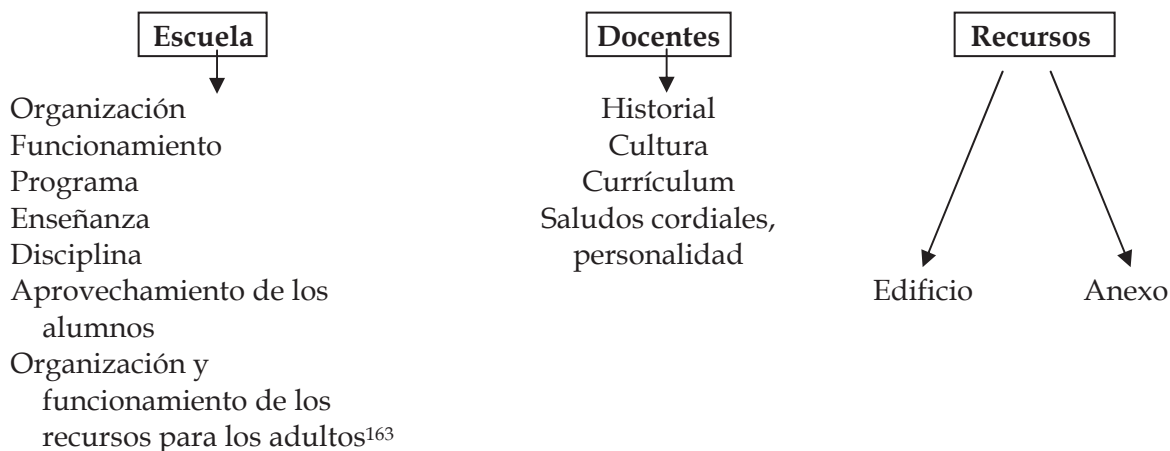 Escuela
Organización
Funcionamiento
Programa
Enseñanza
Disciplina
Aprovechamiento de los
alumnos
Organización y
funcionamiento de los
recursos para los adultos163
Docentes
Historial
Cultura
Currículum
Saludos cordiales,
personalidad
Recursos
Edificio
Anexo